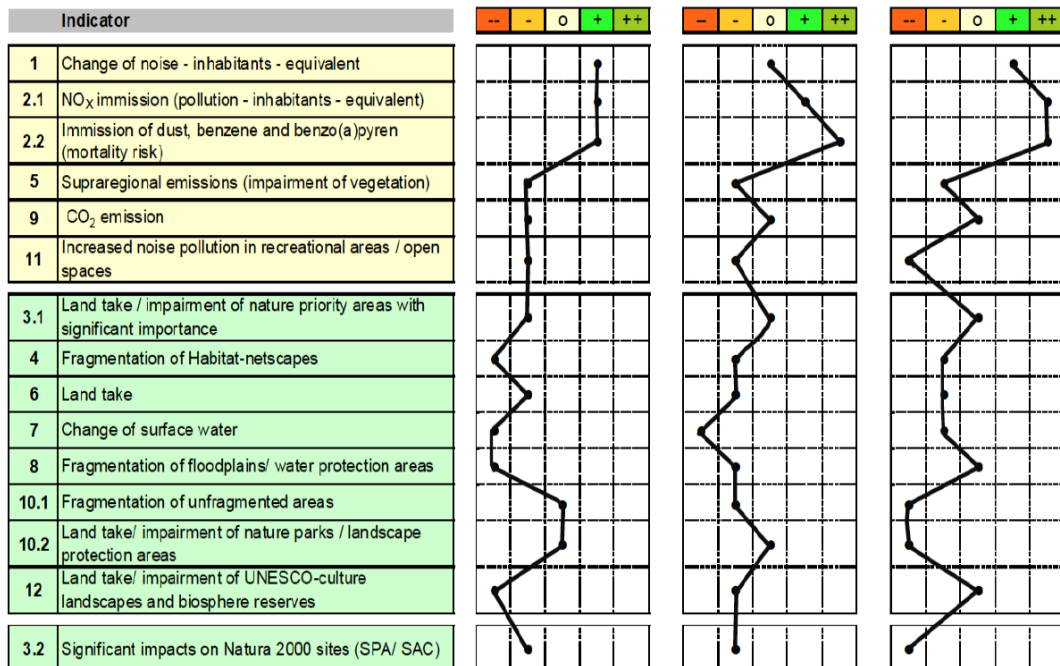 Indicator
-- - o + ++
– - o + ++
-- - o + ++
1 Change of noise - inhabitants - equivalent
2.1 NOX immission (pollution - inhabitants - equivalent)
2.2 Immission of dust, benzene and benzo(a)pyren
(mortality risk)
5 Supraregional emissions (impairment of vegetation)
9 CO2 emission
11 Increased noise pollution in recreational areas / open
spaces
3.1 Land take / impairment of nature priority areas with
significant importance
4 Fragmentation of Habitat-netscapes
6 Land take
7 Change of surface water
8 Fragmentation of floodplains/ water protection areas
10.1 Fragmentation of unfragmented areas
10.2 Land take/ impairment of nature parks / landscape
protection areas
12 Land take/ impairment of UNESCO-culture
landscapes and biosphere reserves
3.2 Significant impacts on Natura 2000 sites (SPA/ SAC)